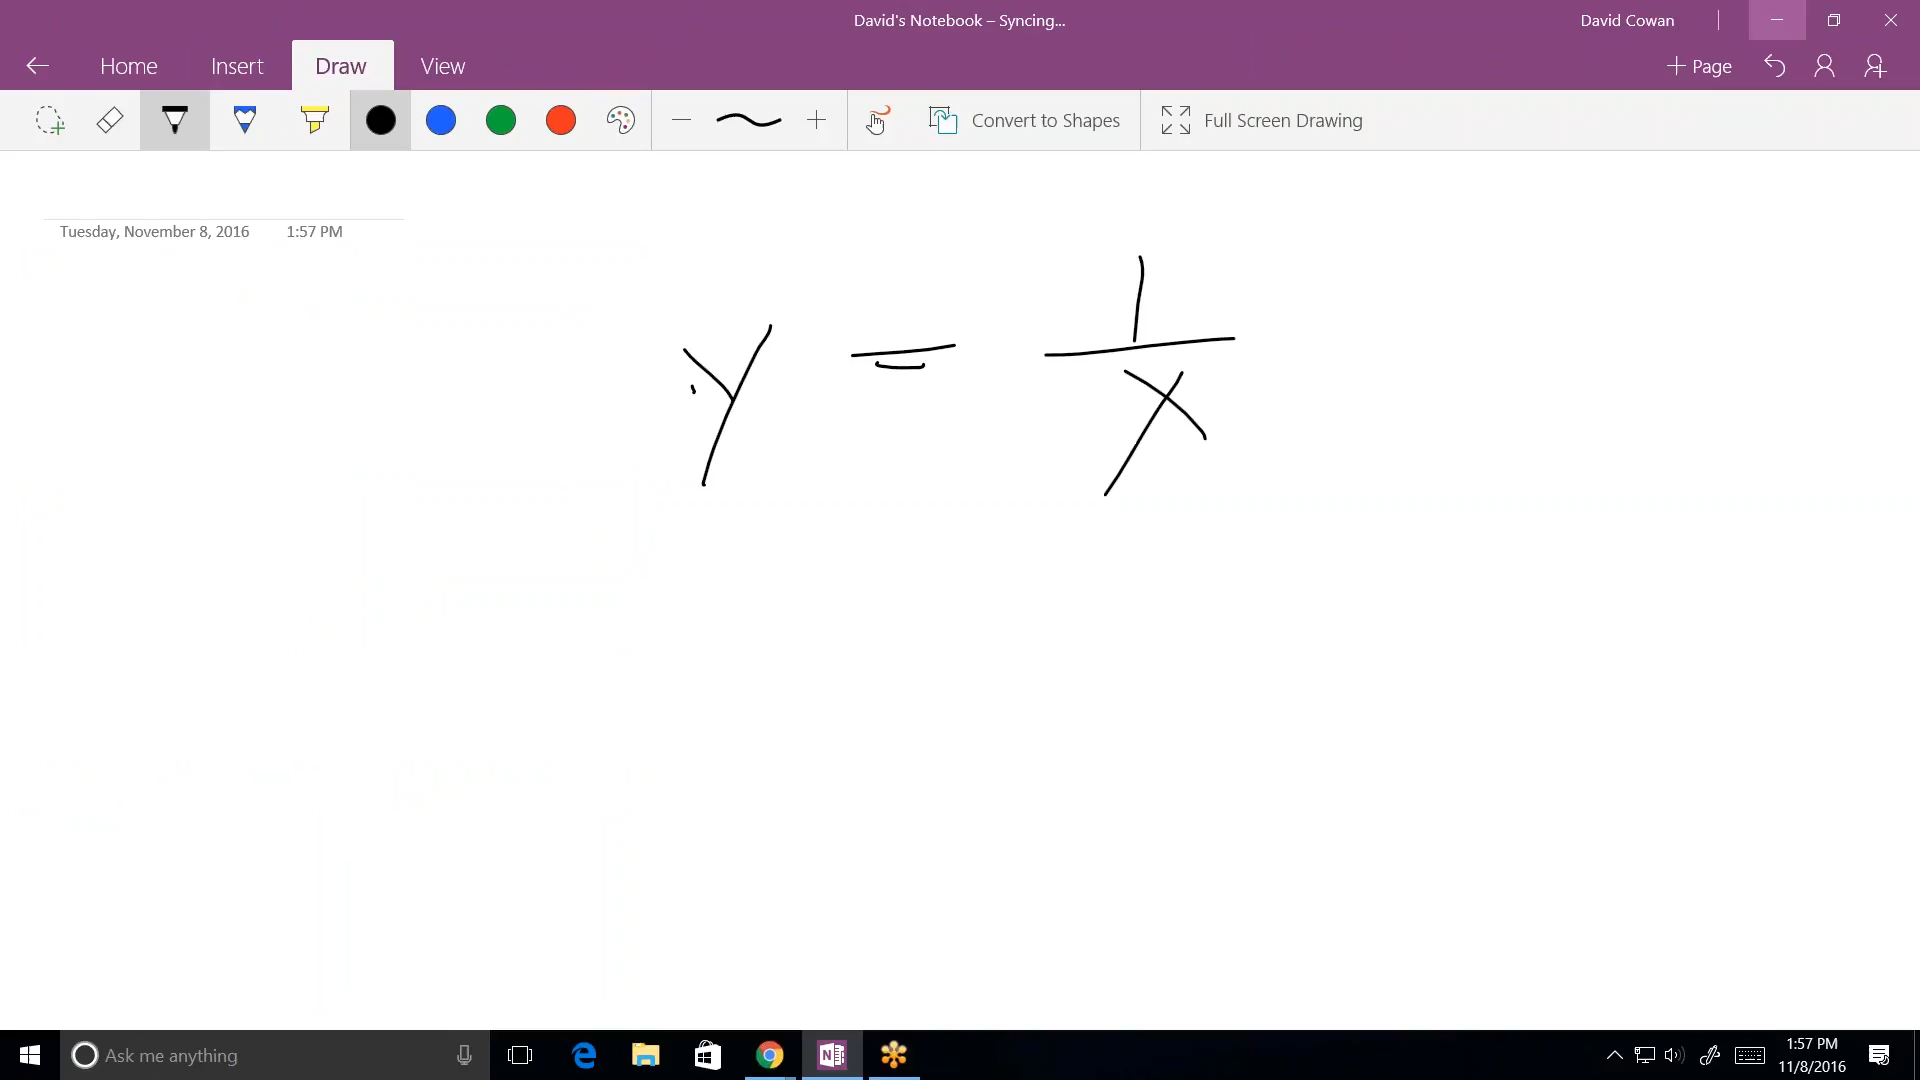 David's Notebook – Syncing...
David Cowan
Home
Insert
Draw
View
Page
Convert to Shapes
Full Screen Drawing
Tuesday, November 8, 2016 1:57 PM
y = 1/x
Ask me anything
1:57 PM
11/8/2016